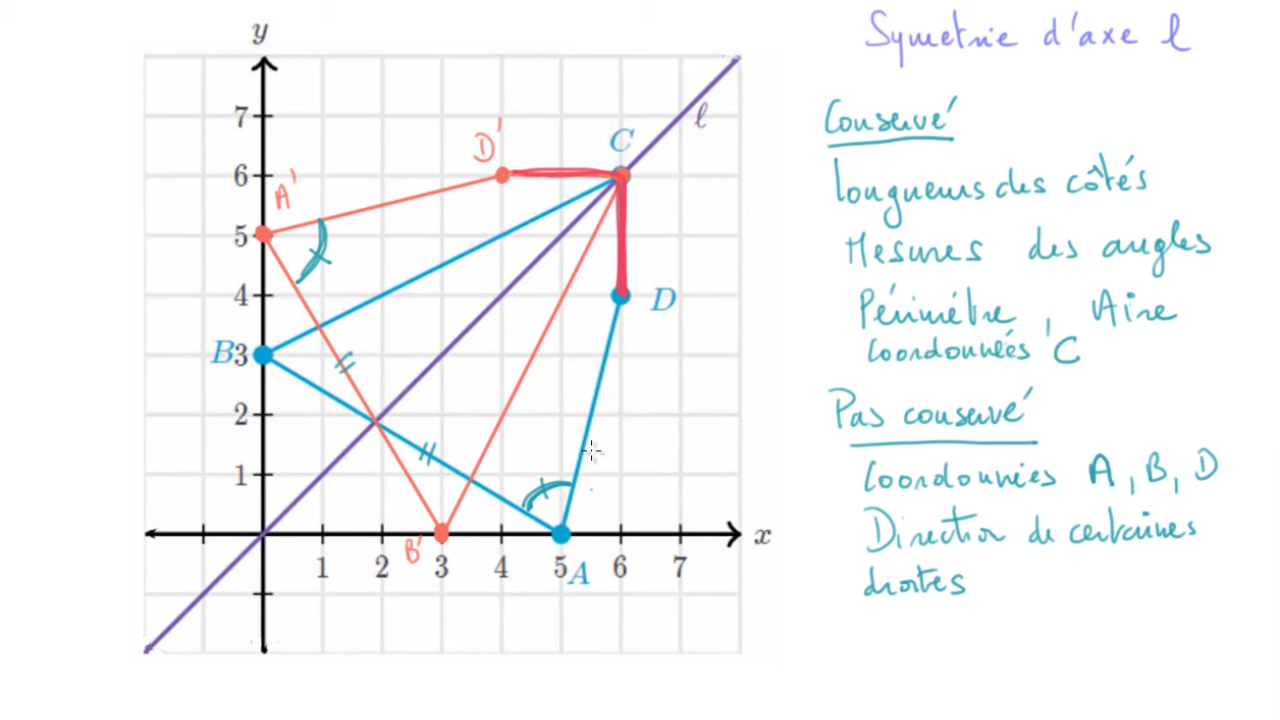 y
Symetrie d'axe l
7
ℓ
Conservé
C
D'
6
A'
Longueurs des côtés
5
Mesures des angles
4
D
Périmètre, Aire
B
3
Coordonnées C
2
Pas conservé
1
Coordonnées A, B, D
x
Direction de certaines
B'
1 2 3 4 5 A 6 7
droites